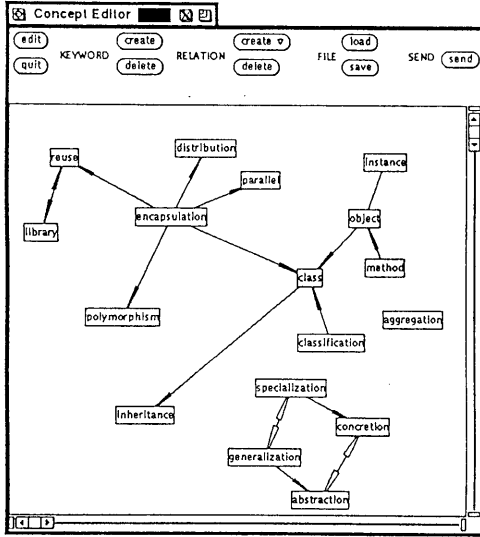 Concept Editor
edit
KEYWORD
create
RELATION
create
FILE
load
SEND
send
quit
delete
delete
save
distribution
reuse
parallel
instance
encapsulation
object
library
class
method
polymorphism
aggregation
classification
specialization
inheritance
concretion
generalization
abstraction